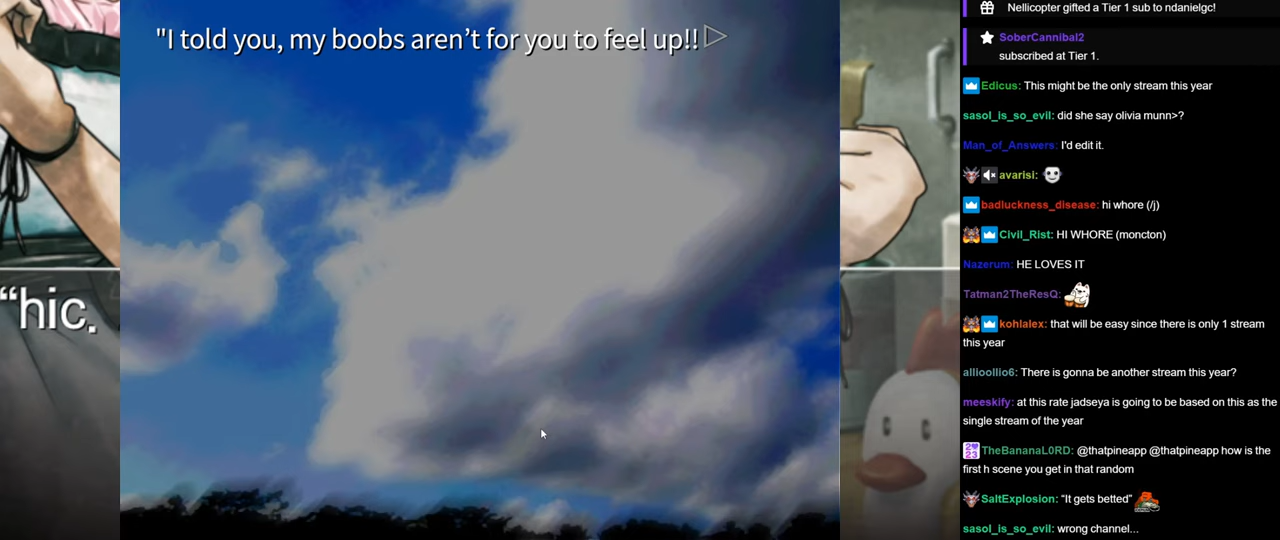 "I told you, my boobs aren’t for you to feel up!!
“hic.
Nellicopter gifted a Tier 1 sub to ndanielgc!
SoberCannibal2
subscribed at Tier 1.
Edicus: This might be the only stream this year
sasol_is_so_evil: did she say olivia munn>?
Man_of_Answers: I'd edit it.
avarisi:
badluckness_disease: hi whore (/j)
Civil_Rist: HI WHORE (moncton)
Nazerum: HE LOVES IT
Tatman2TheResQ:
kohlalex: that will be easy since there is only 1 stream
this year
allioollio6: There is gonna be another stream this year?
meeskify: at this rate jadseya is going to be based on this as the
single stream of the year
TheBananaL0RD: @thatpineapp @thatpineapp how is the
first h scene you get in that random
SaltExplosion: "It gets betted"
sasol_is_so_evil: wrong channel...